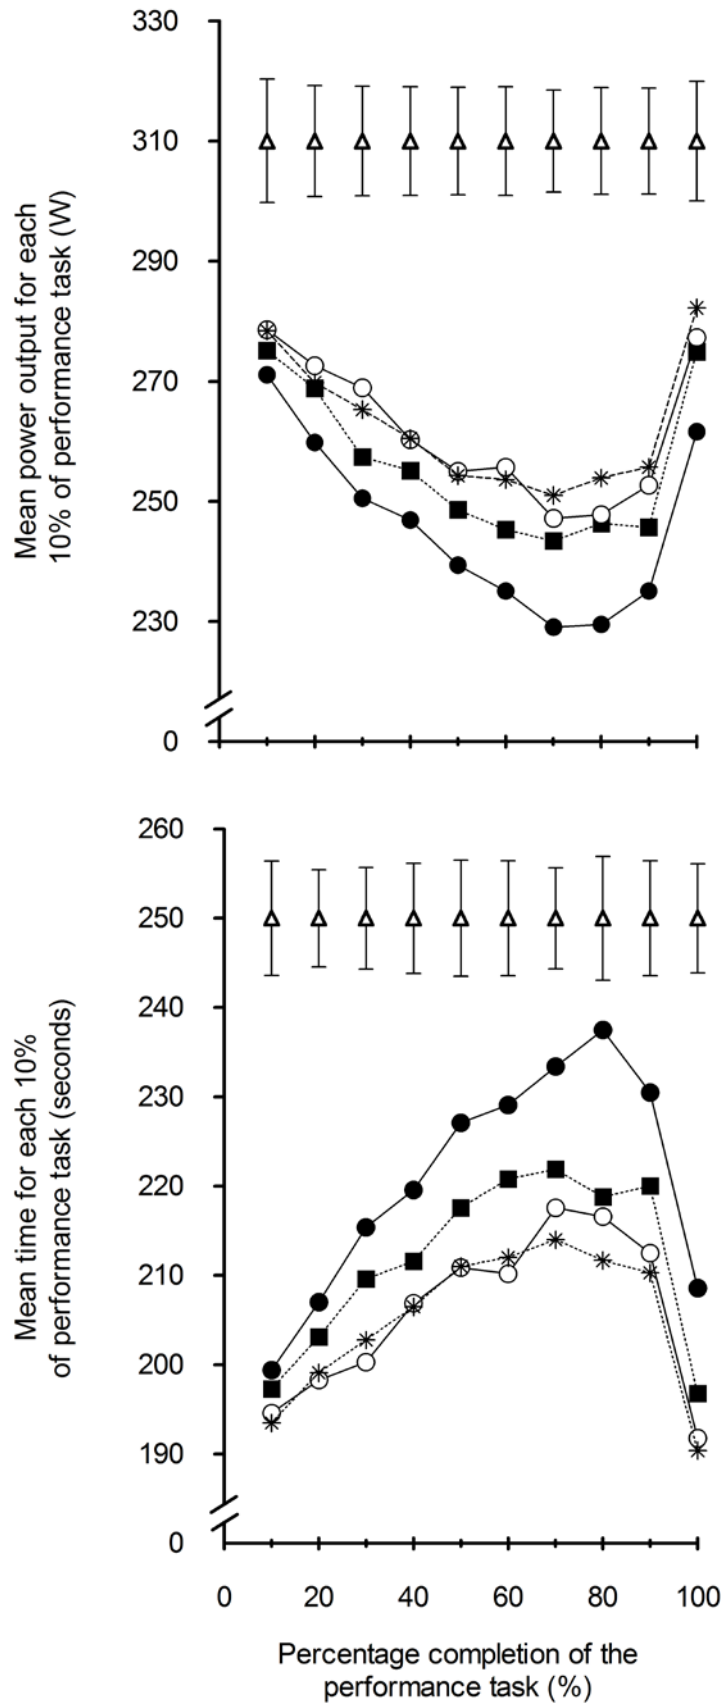 330
310
290
270
250
230
0
Mean power output for each
10% of performance task (W)
260
250
240
230
220
210
200
190
0
Mean time for each 10%
of performance task (seconds)
0 20 40 60 80 100
Percentage completion of the
performance task (%)